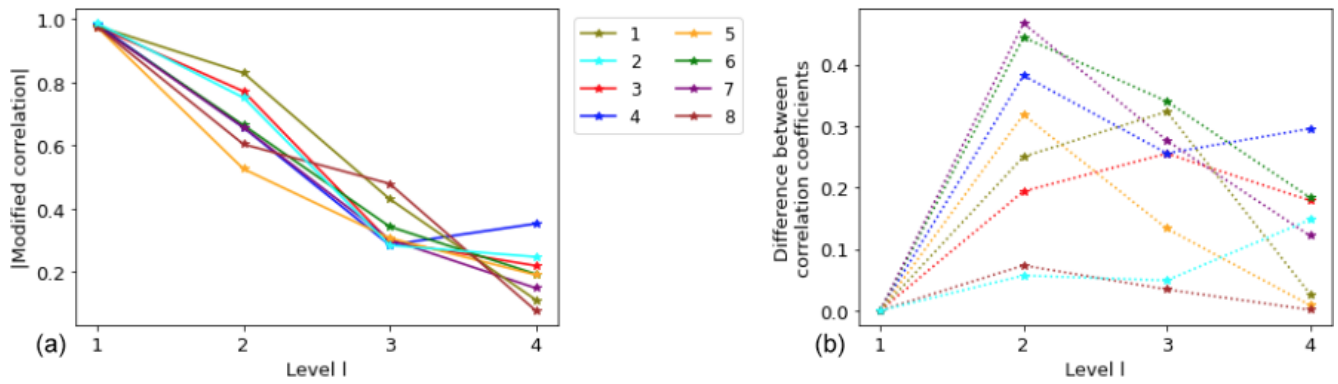 |Modified correlation|
1.0
0.8
0.6
0.4
0.2
1 2 3 4
Level l
(a)
1 5
2 6
3 7
4 8
Difference between
correlation coefficients
0.4
0.3
0.2
0.1
0.0
1 2 3 4
Level l
(b)